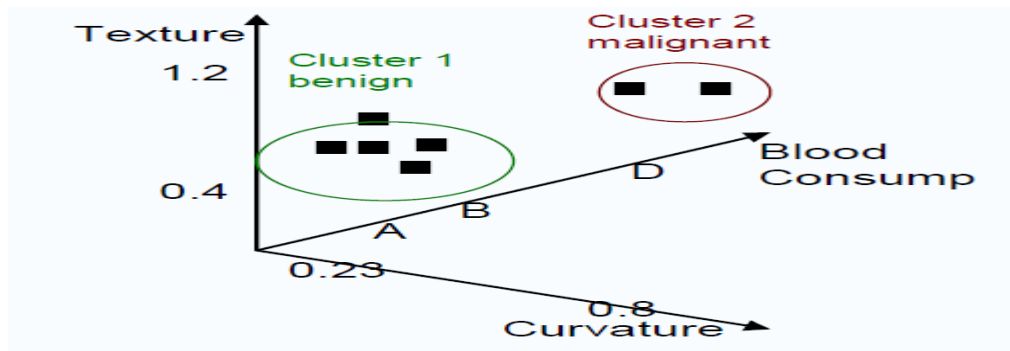 Texture
1.2
0.4
Cluster 1
benign
Cluster 2
malignant
Blood
Consump
A
B
D
0.23
0.8
Curvature